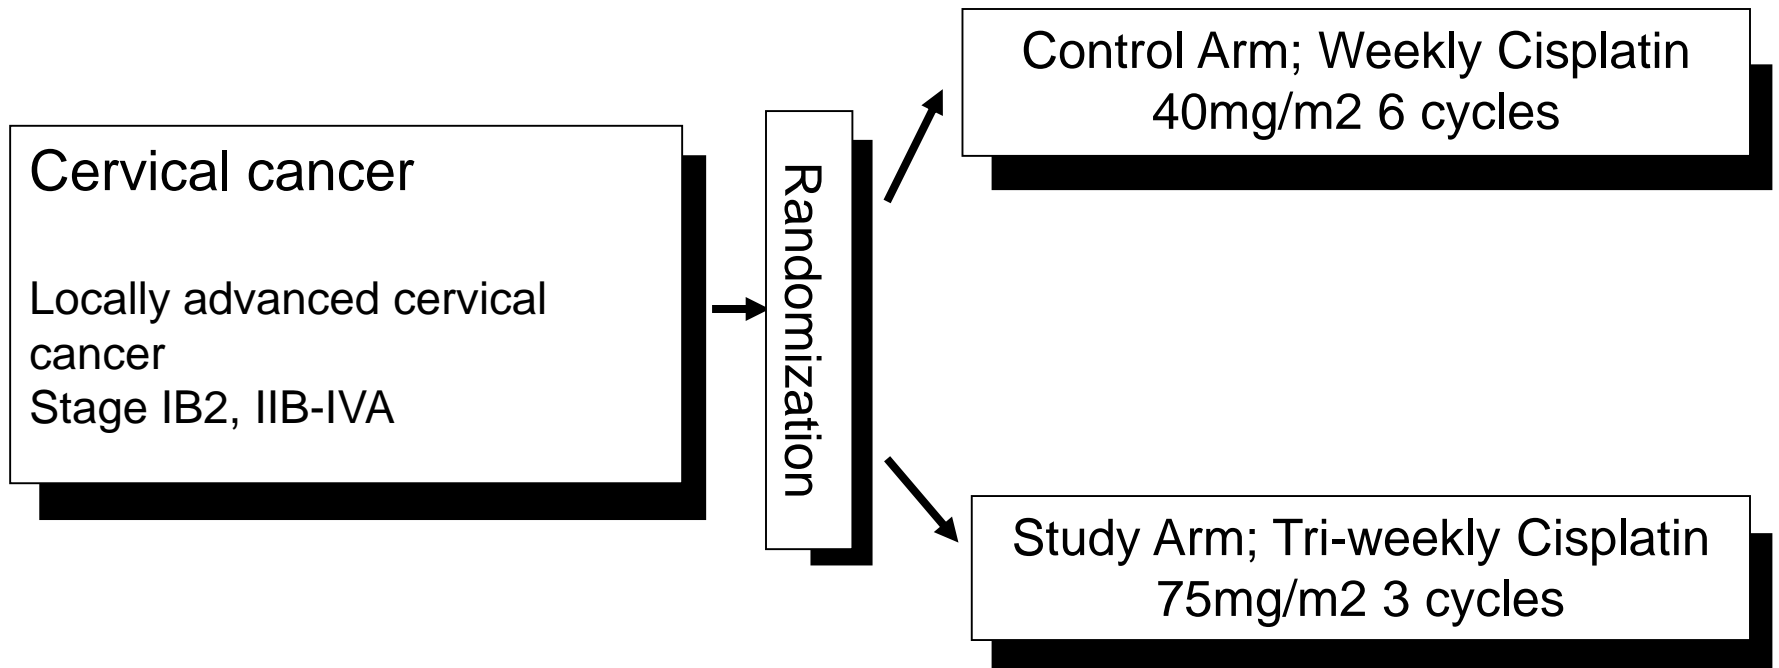 Cervical cancer
Locally advanced cervical
cancer
Stage IB2, IIB-IVA
Randomization
Control Arm; Weekly Cisplatin
40mg/m2 6 cycles
Study Arm; Tri-weekly Cisplatin
75mg/m2 3 cycles